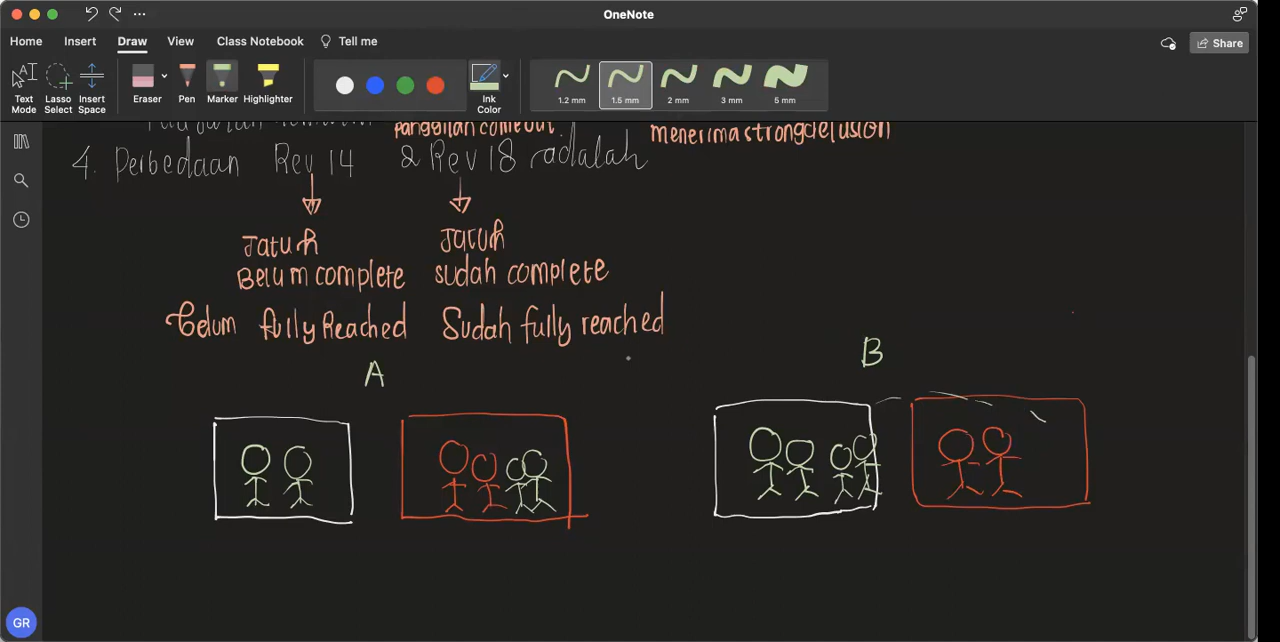 OneNote
Home Insert Draw View Class Notebook Tell me
Share
Text Mode
Lasso Select
Insert Space
Eraser
Pen
Marker
Highlighter
Ink Color
1.2 mm
1.5 mm
2 mm
3 mm
5 mm
panggilan come out
menerima strong delusion
4. Perbedaan Rev 14 & Rev 18 adalah
Jatuh Jatuh
Belum complete sudah complete
belum fully Reached Sudah fully reached
A
B
GR